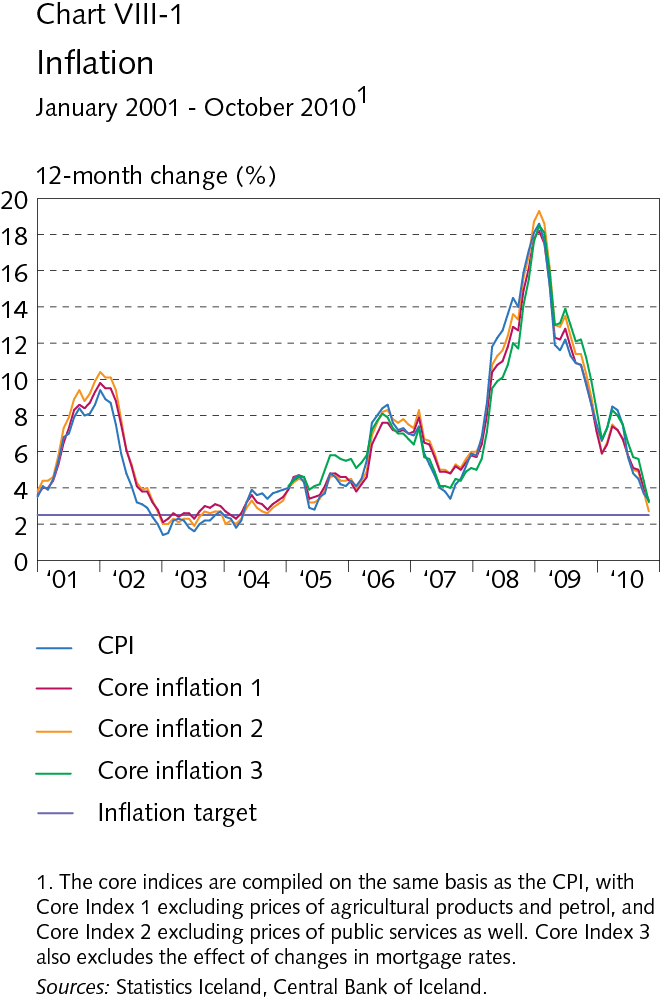 Chart VIII-1
Inflation
January 2001 - October 2010¹
12-month change (%)
20
18
16
14
12
10
8
6
4
2
0
‘01 ‘02 ‘03 ‘04 ‘05 ‘06 ‘07 ‘08 ‘09 ‘10
CPI
Core inflation 1
Core inflation 2
Core inflation 3
Inflation target
1. The core indices are compiled on the same basis as the CPI, with
Core Index 1 excluding prices of agricultural products and petrol, and
Core Index 2 excluding prices of public services as well. Core Index 3
also excludes the effect of changes in mortgage rates.
Sources: Statistics Iceland, Central Bank of Iceland.